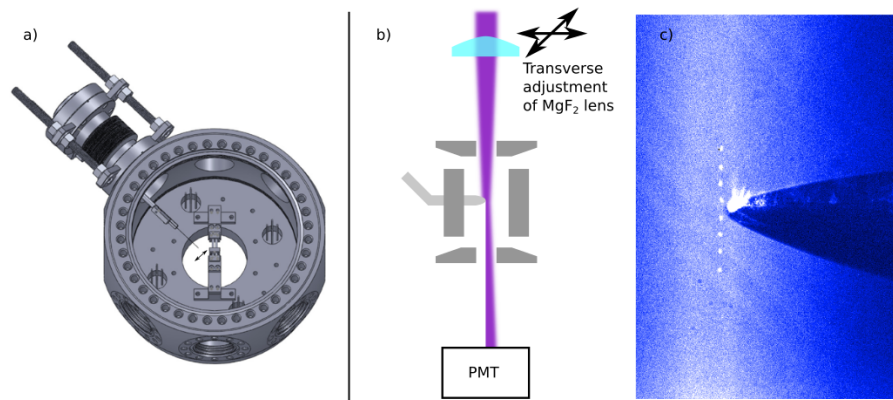 a)
b)
Transverse
adjustment
of MgF₂ lens
PMT
c)